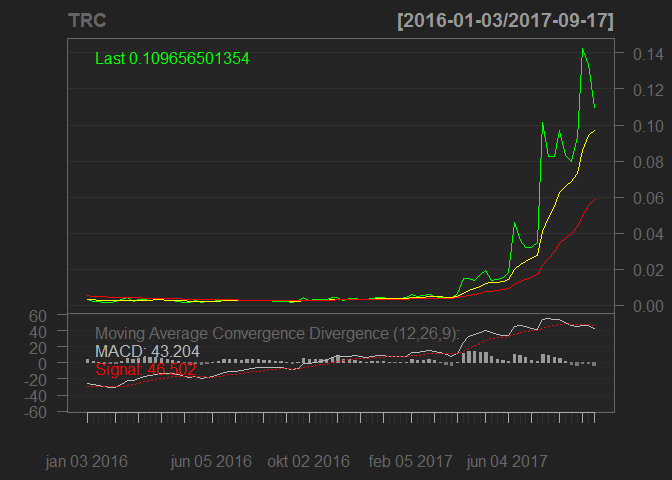 TRC [2016-01-03/2017-09-17]
Last 0.109656501354
0.14
0.12
0.10
0.08
0.06
0.04
0.02
0.00
60
40
20
0
-20
-40
-60
Moving Average Convergence Divergence (12,26,9):
MACD: 43.204
Signal: 46.502
jan 03 2016 jun 05 2016 okt 02 2016 feb 05 2017 jun 04 2017